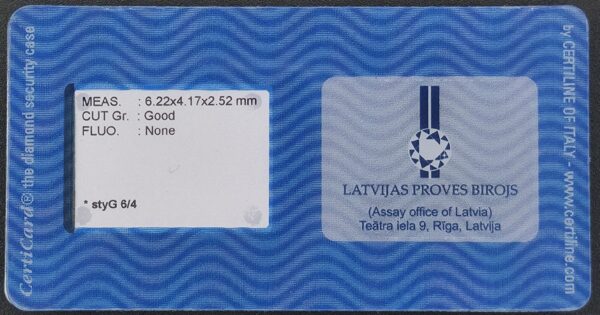 CertiCard® the diamond security case
MEAS. : 6.22x4.17x2.52 mm
CUT Gr. : Good
FLUO. : None
* styG 6/4
LATVIJAS PROVES BIROJS
(Assay office of Latvia)
Teātra iela 9, Rīga, Latvija
by CERTILINE OF ITALY - www.certiline.com